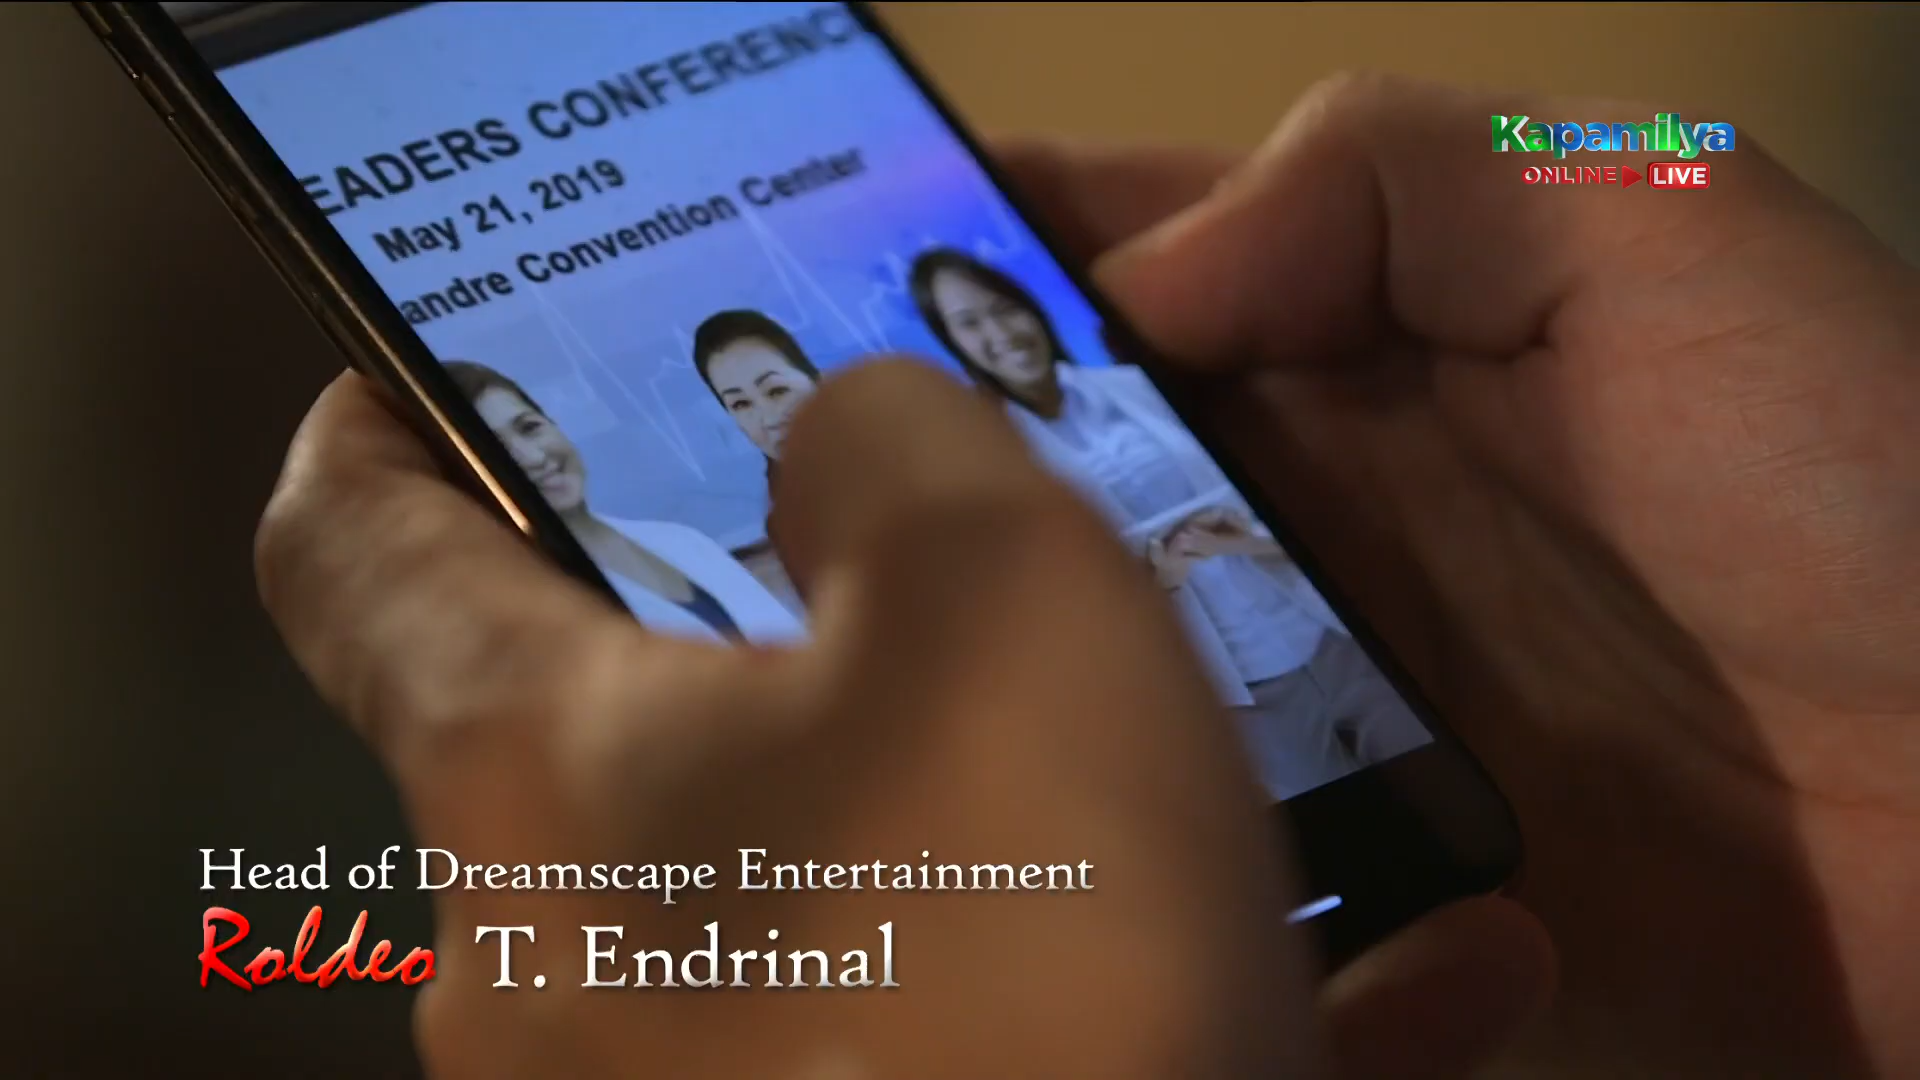 EADERS CONFERENC
May 21, 2019
andre Convention Center
Kapamilya
ONLINE LIVE
Head of Dreamscape Entertainment
Roldeo T. Endrinal